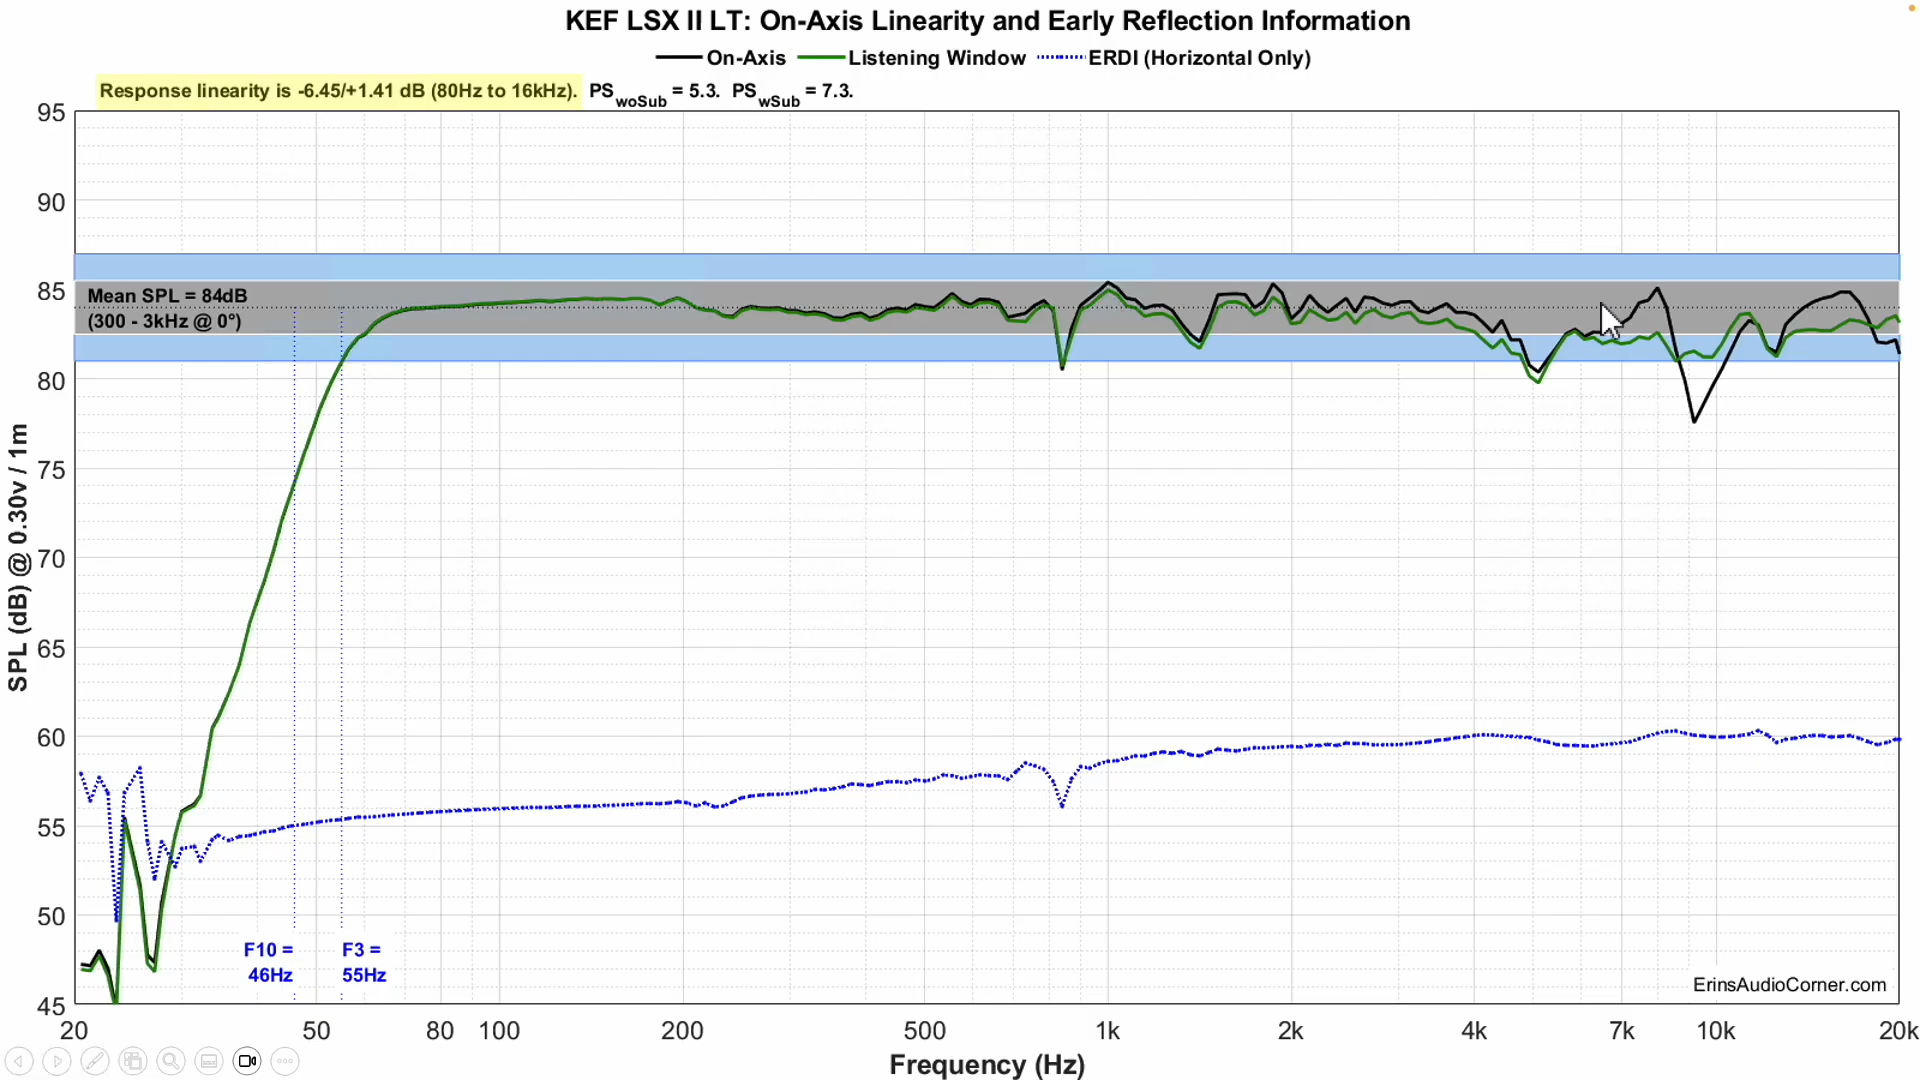 KEF LSX II LT: On-Axis Linearity and Early Reflection Information
On-Axis Listening Window ERDI (Horizontal Only)
Response linearity is -6.45/+1.41 dB (80Hz to 16kHz). PSwoSub = 5.3. PSwSub = 7.3.
95
90
85
80
75
70
65
60
55
50
45
SPL (dB) @ 0.30v / 1m
Mean SPL = 84dB
(300 - 3kHz @ 0°)
F10 =
46Hz
F3 =
55Hz
ErinsAudioCorner.com
20 50 80 100 200 500 1k 2k 4k 7k 10k 20k
Frequency (Hz)